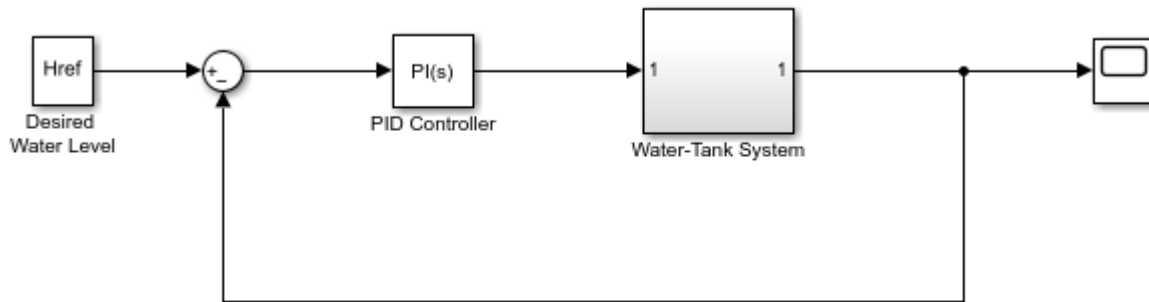 Href
Desired
Water Level
+
-
PI(s)
PID Controller
1
1
Water-Tank System